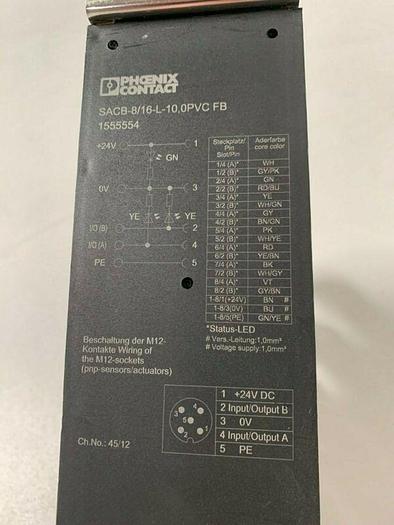 PHŒNIX
CONTACT
SACB-8/16-L-10,0PVC FB
1555554
+24V 1
GN
0V 3
YE YE
I/O (B) 2
I/O (A) 4
PE 5
Steckplatz/ Pin Slot/Pin Aderfarbe core color
1/4 (A)* WH
1/2 (B)* GY/PK
2/4 (A)* GN
2/2 (B)* RD/BU
3/4 (A)* YE
3/2 (B)* WH/GN
4/4 (A)* GY
4/2 (B)* BN/GN
5/4 (A)* PK
5/2 (B)* WH/YE
6/4 (A)* RD
6/2 (B)* YE/BN
7/4 (A)* BK
7/2 (B)* WH/GY
8/4 (A)* VT
8/2 (B)* GY/BN
1-8/1(+24V) BN #
1-8/3(0V) BU #
1-8/5(PE) GN/YE #
*Status-LED
# Vers.-Leitung:1,0mm²
# Voltage supply:1,0mm²
Beschaltung der M12-
Kontakte Wiring of
the M12-sockets
(pnp-sensors/actuators)
Ch.No.: 45/12
4 3 5 2 1
1 +24V DC
2 Input/Output B
3 0V
4 Input/Output A
5 PE